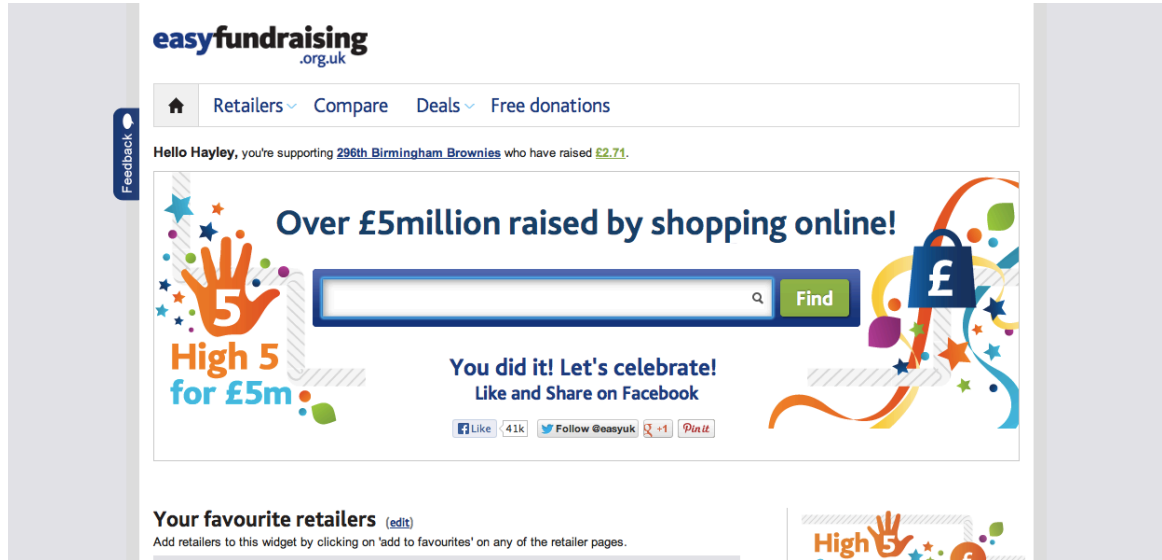 easyfundraising
.org.uk
Retailers Compare Deals Free donations
Feedback
Hello Hayley, you're supporting 296th Birmingham Brownies who have raised £2.71.
Over £5million raised by shopping online!
5
£
Find
High 5
for £5m
You did it! Let's celebrate!
Like and Share on Facebook
Like 41k Follow @easyuk +1 Pin it
Your favourite retailers (edit)
Add retailers to this widget by clicking on 'add to favourites' on any of the retailer pages.
High 5
£